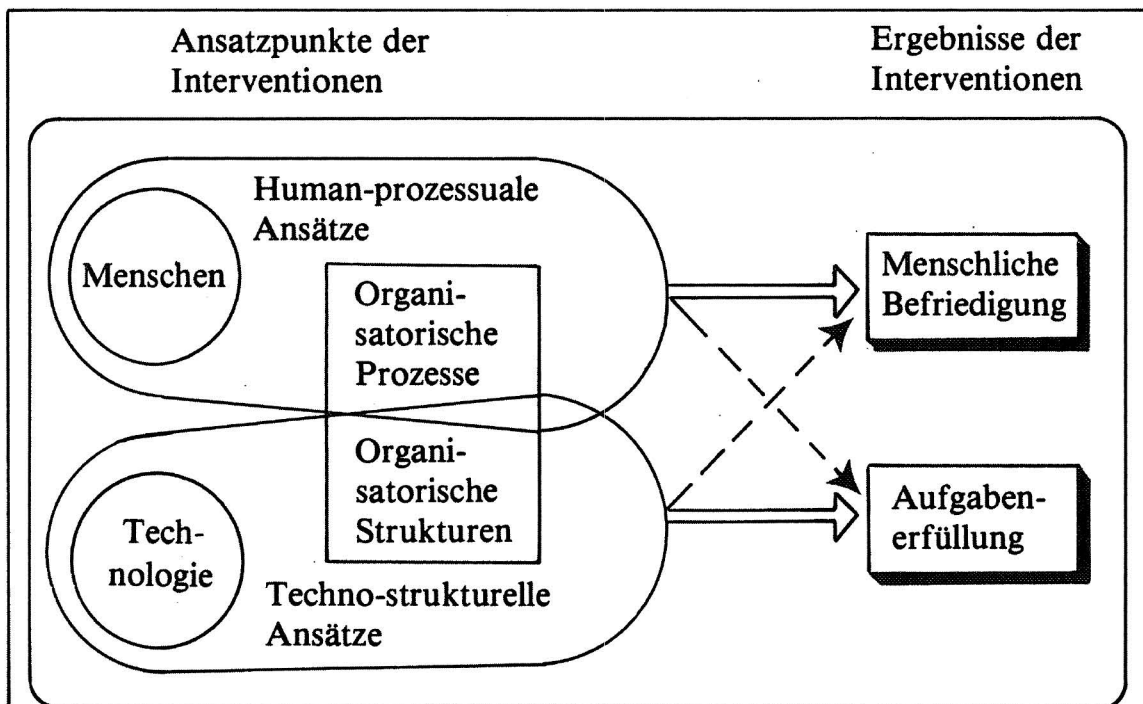 Ansatzpunkte der
Interventionen
Ergebnisse der
Interventionen
Human-prozessuale
Ansätze
Menschen
Organi-
satorische
Prozesse
Organi-
satorische
Strukturen
Tech-
nologie
Techno-strukturelle
Ansätze
Menschliche
Befriedigung
Aufgaben-
erfüllung